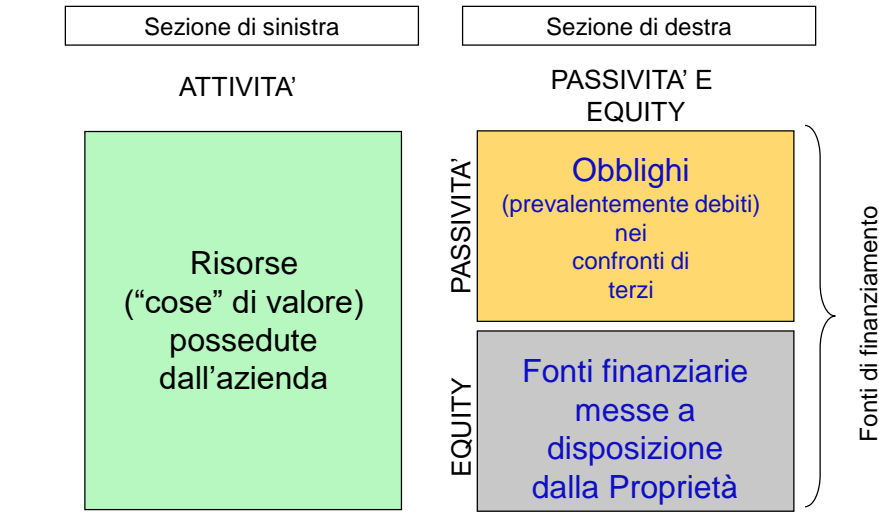 Sezione di sinistra
Sezione di destra
ATTIVITA’
PASSIVITA’ E
EQUITY
Risorse
(“cose” di valore)
possedute
dall’azienda
PASSIVITA’
Obblighi
(prevalentemente debiti)
nei
confronti di
terzi
EQUITY
Fonti finanziarie
messe a
disposizione
dalla Proprietà
Fonti di finanziamento